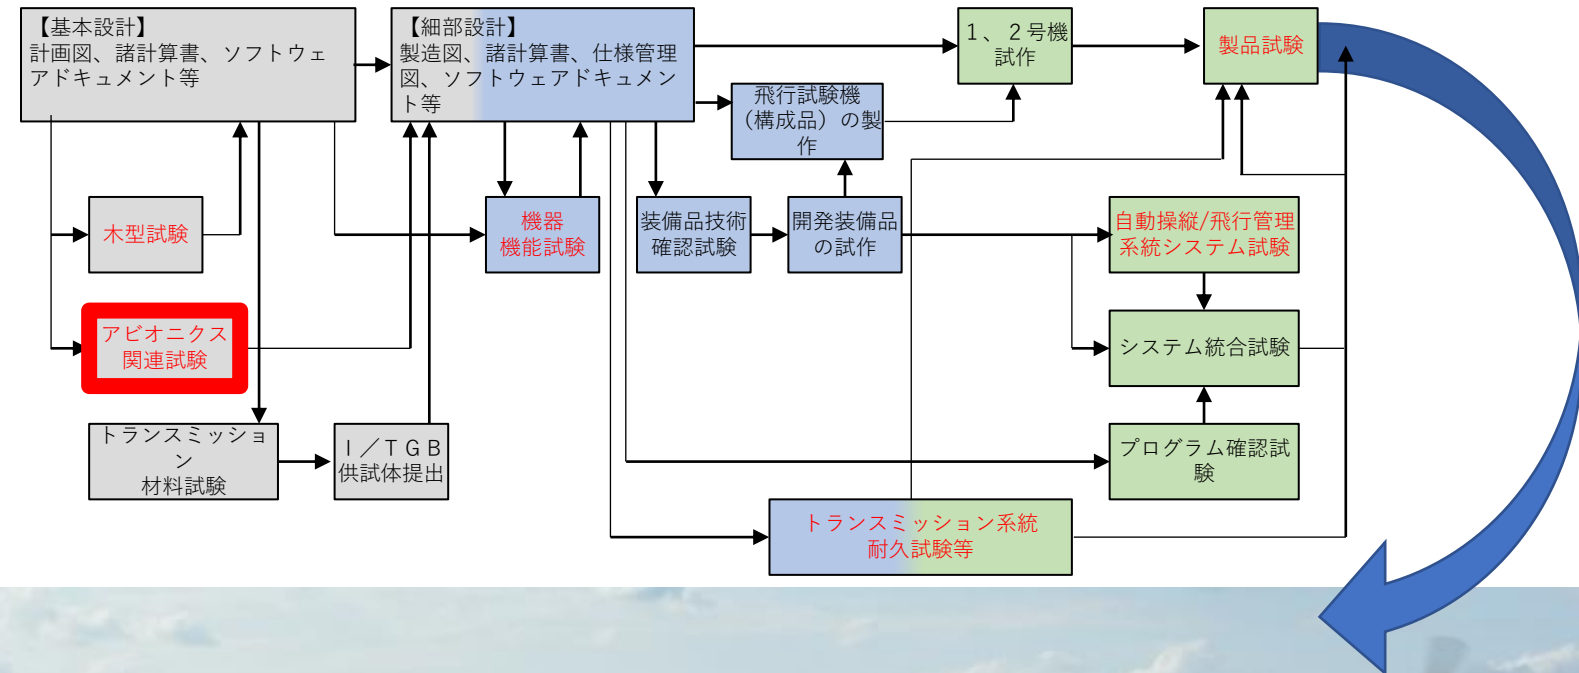 【基本設計】
計画図、諸計算書、ソフトウェ
アドキュメント等
【細部設計】
製造図、諸計算書、仕様管理
図、ソフトウェアドキュメン
ト等
１、２号機
試作
製品試験
飛行試験機
（構成品）の製
作
木型試験
機器
機能試験
装備品技術
確認試験
開発装備品
の試作
自動操縦/飛行管理
系統システム試験
アビオニクス
関連試験
システム統合試験
トランスミッショ
ン
材料試験
Ｉ／ＴＧＢ
供試体提出
プログラム確認試
験
トランスミッション系統
耐久試験等